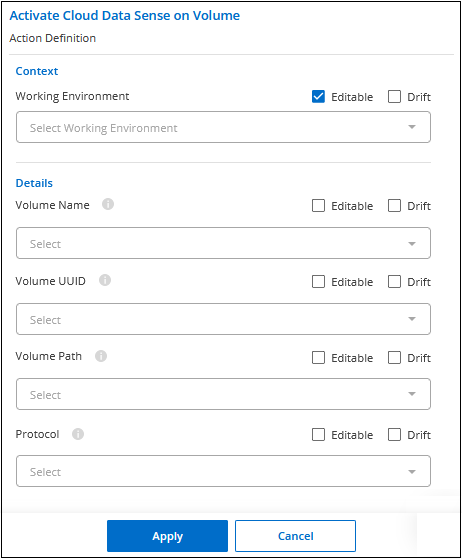 Activate Cloud Data Sense on Volume
Action Definition
Context
Working Environment Editable Drift
Select Working Environment
Details
Volume Name Editable Drift
Select
Volume UUID Editable Drift
Select
Volume Path Editable Drift
Select
Protocol Editable Drift
Select
Apply Cancel